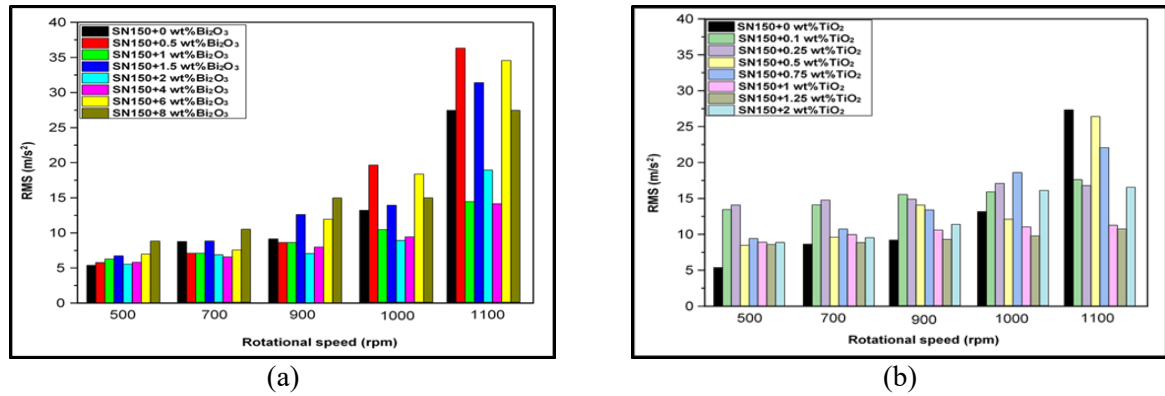 40
35
30
25
20
15
10
5
0
RMS (m/s²)
SN150+0 wt%Bi₂O₃
SN150+0.5 wt%Bi₂O₃
SN150+1 wt%Bi₂O₃
SN150+1.5 wt%Bi₂O₃
SN150+2 wt%Bi₂O₃
SN150+4 wt%Bi₂O₃
SN150+6 wt%Bi₂O₃
SN150+8 wt%Bi₂O₃
500 700 900 1000 1100
Rotational speed (rpm)
(a)
40
35
30
25
20
15
10
5
0
RMS (m/s²)
SN150+0 wt%TiO₂
SN150+0.1 wt%TiO₂
SN150+0.25 wt%TiO₂
SN150+0.5 wt%TiO₂
SN150+0.75 wt%TiO₂
SN150+1 wt%TiO₂
SN150+1.25 wt%TiO₂
SN150+2 wt%TiO₂
500 700 900 1000 1100
Rotational speed (rpm)
(b)